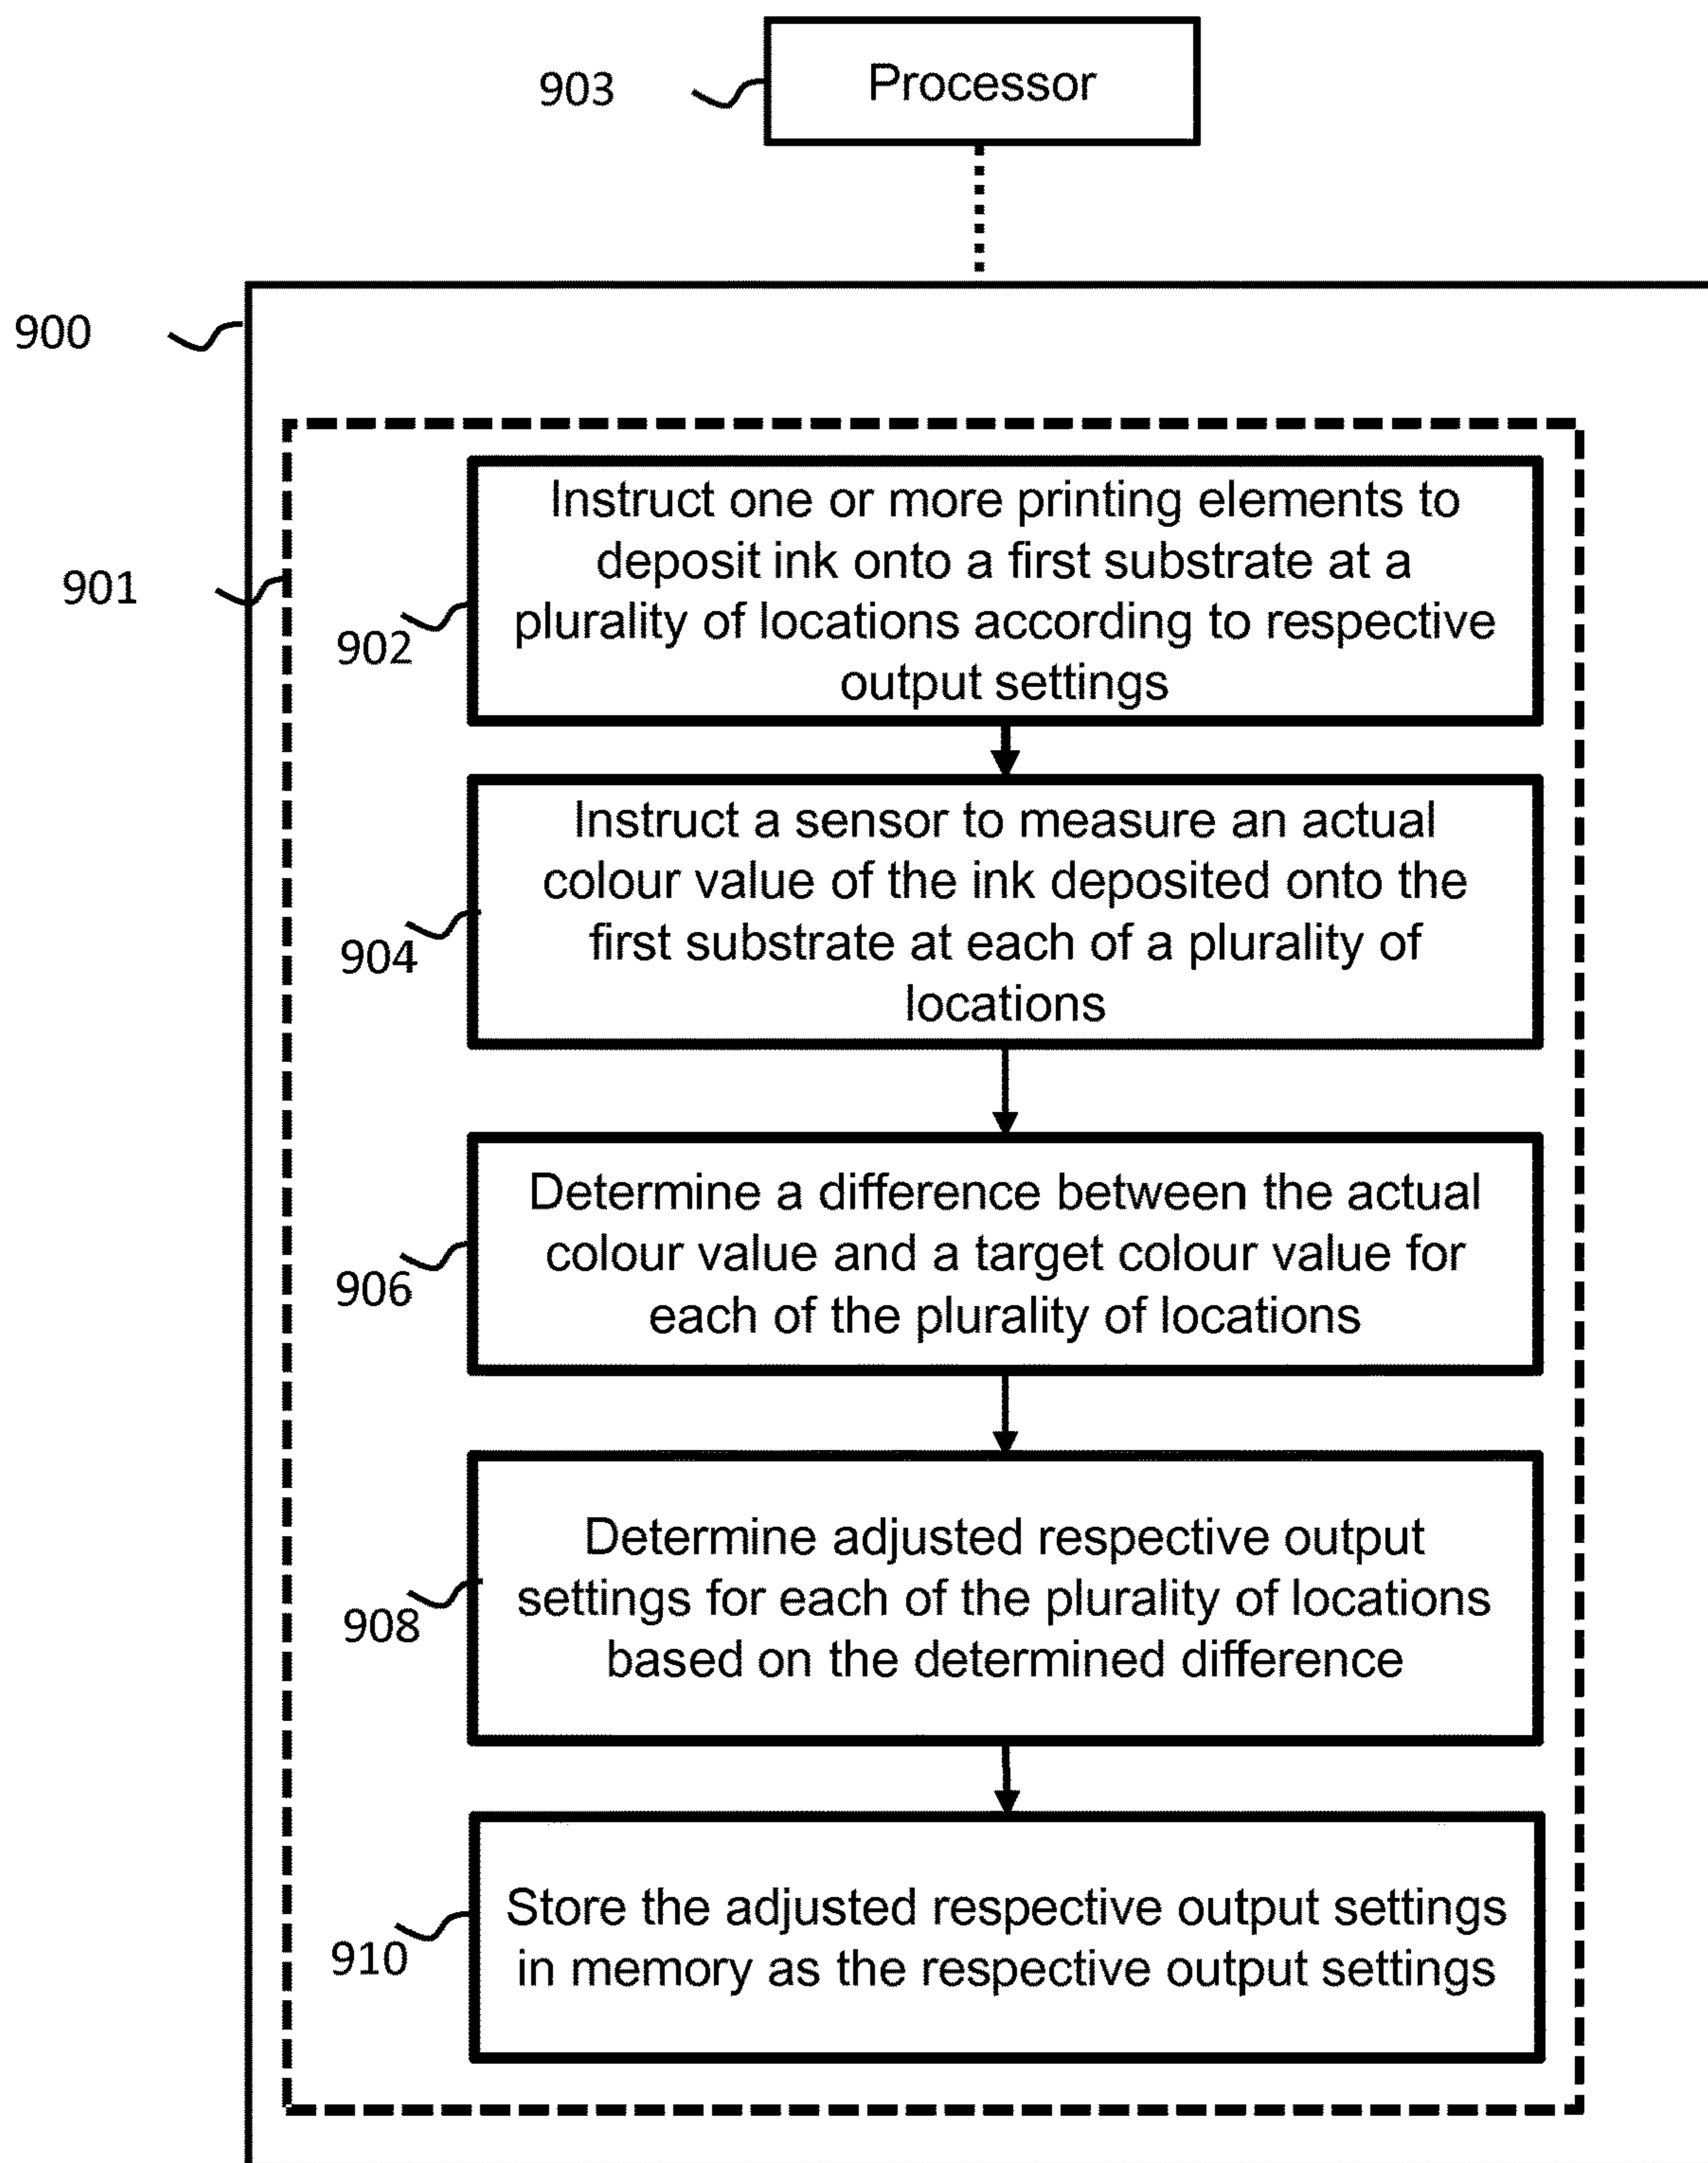 903
Processor
900
901
902
Instruct one or more printing elements to
deposit ink onto a first substrate at a
plurality of locations according to respective
output settings
904
Instruct a sensor to measure an actual
colour value of the ink deposited onto the
first substrate at each of a plurality of
locations
906
Determine a difference between the actual
colour value and a target colour value for
each of the plurality of locations
908
Determine adjusted respective output
settings for each of the plurality of locations
based on the determined difference
910
Store the adjusted respective output settings
in memory as the respective output settings